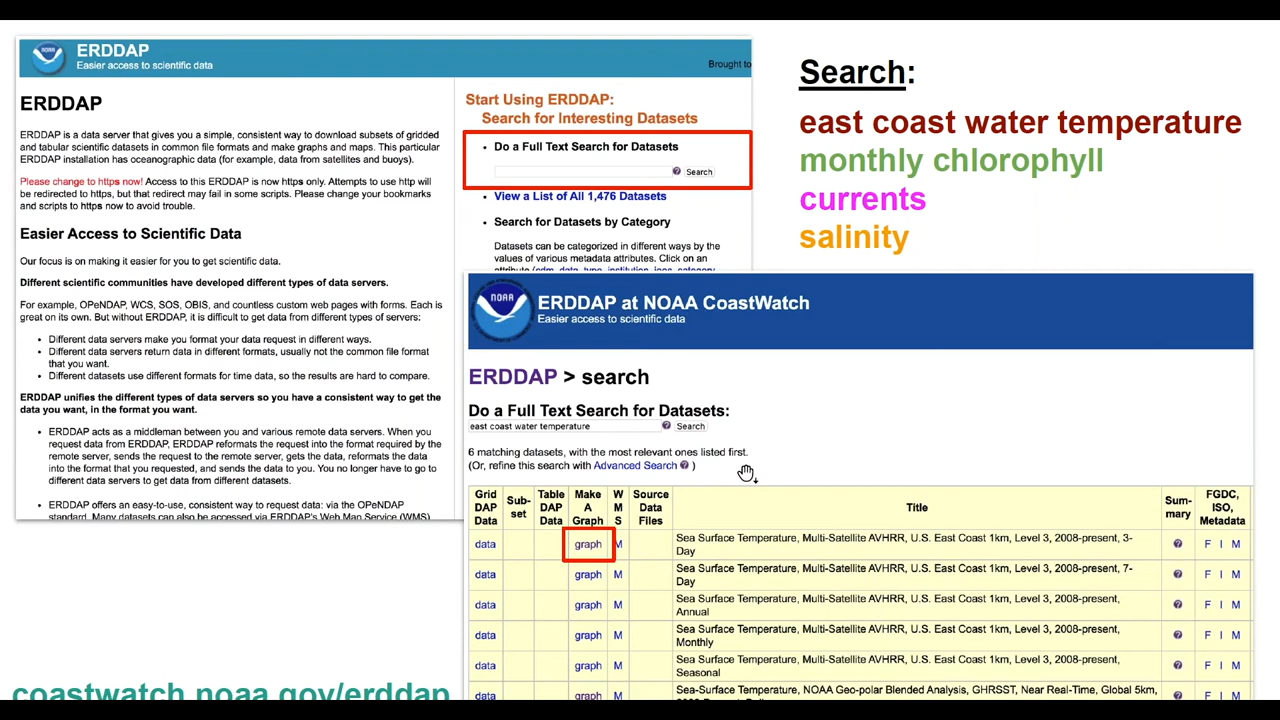 ERDDAP
Easier access to scientific data
Brought to
ERDDAP
ERDDAP is a data server that gives you a simple, consistent way to download subsets of gridded
and tabular scientific datasets in common file formats and make graphs and maps. This particular
ERDDAP installation has oceanographic data (for example, data from satellites and buoys).
Please change to https now! Access to this ERDDAP is now https only. Attempts to use http will
be redirected to https, but that redirect may fail in some scripts. Please change your bookmarks
and scripts to https now to avoid trouble.
Easier Access to Scientific Data
Our focus is on making it easier for you to get scientific data.
Different scientific communities have developed different types of data servers.
For example, OPeNDAP, WCS, SOS, OBIS, and countless custom web pages with forms. Each is
great on its own. But without ERDDAP, it is difficult to get data from different types of servers:
• Different data servers make you format your data request in different ways.
• Different data servers return data in different formats, usually not the common file format
that you want.
• Different datasets use different formats for time data, so the results are hard to compare.
ERDDAP unifies the different types of data servers so you have a consistent way to get the
data you want, in the format you want.
• ERDDAP acts as a middleman between you and various remote data servers. When you
request data from ERDDAP, ERDDAP reformats the request into the format required by the
remote server, sends the request to the remote server, gets the data, reformats the data
into the format that you requested, and sends the data to you. You no longer have to go to
different data servers to get data from different datasets.
• ERDDAP offers an easy-to-use, consistent way to request data: via the OPeNDAP
standard. Many datasets can also be accessed via ERDDAP's Web Map Service (WMS)
Start Using ERDDAP:
Search for Interesting Datasets
• Do a Full Text Search for Datasets
Search
• View a List of All 1,476 Datasets
• Search for Datasets by Category
Datasets can be categorized in different ways by the
values of various metadata attributes. Click on an
attribute (cdm_data_type, institution, ioos_category,
Search:
east coast water temperature
monthly chlorophyll
currents
salinity
NOAA
ERDDAP at NOAA CoastWatch
Easier access to scientific data
ERDDAP > search
Do a Full Text Search for Datasets:
east coast water temperature Search
6 matching datasets, with the most relevant ones listed first.
(Or, refine this search with Advanced Search )
Grid DAP Data Sub-set Table DAP Data Make A Graph W M S Source Data Files Title Sum-mary FGDC, ISO, Metadata
data graph M Sea Surface Temperature, Multi-Satellite AVHRR, U.S. East Coast 1km, Level 3, 2008-present, 3-
Day F I M
data graph M Sea Surface Temperature, Multi-Satellite AVHRR, U.S. East Coast 1km, Level 3, 2008-present, 7-
Day F I M
data graph M Sea Surface Temperature, Multi-Satellite AVHRR, U.S. East Coast 1km, Level 3, 2008-present,
Annual F I M
data graph M Sea Surface Temperature, Multi-Satellite AVHRR, U.S. East Coast 1km, Level 3, 2008-present,
Monthly F I M
data graph M Sea Surface Temperature, Multi-Satellite AVHRR, U.S. East Coast 1km, Level 3, 2008-present,
Seasonal F I M
data graph M Sea-Surface Temperature, NOAA Geo-polar Blended Analysis, GHRSST, Near Real-Time, Global 5km, F I M
coastwatch.noaa.gov/erddap